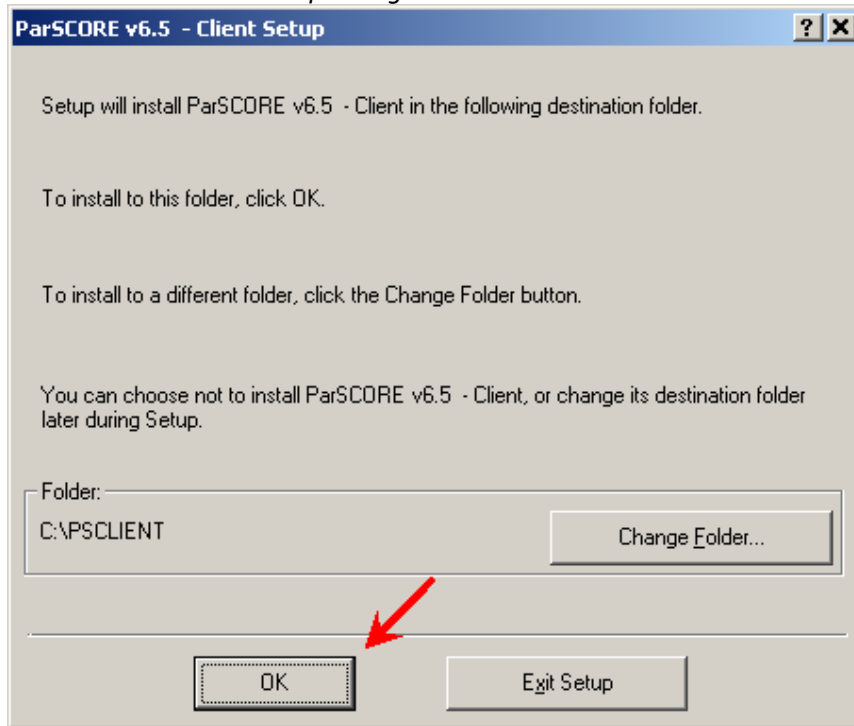 ParSCORE v6.5 - Client Setup
Setup will install ParSCORE v6.5 - Client in the following destination folder.
To install to this folder, click OK.
To install to a different folder, click the Change Folder button.
You can choose not to install ParSCORE v6.5 - Client, or change its destination folder
later during Setup.
Folder:
C:\PSCLIENT
Change Folder...
OK
Exit Setup